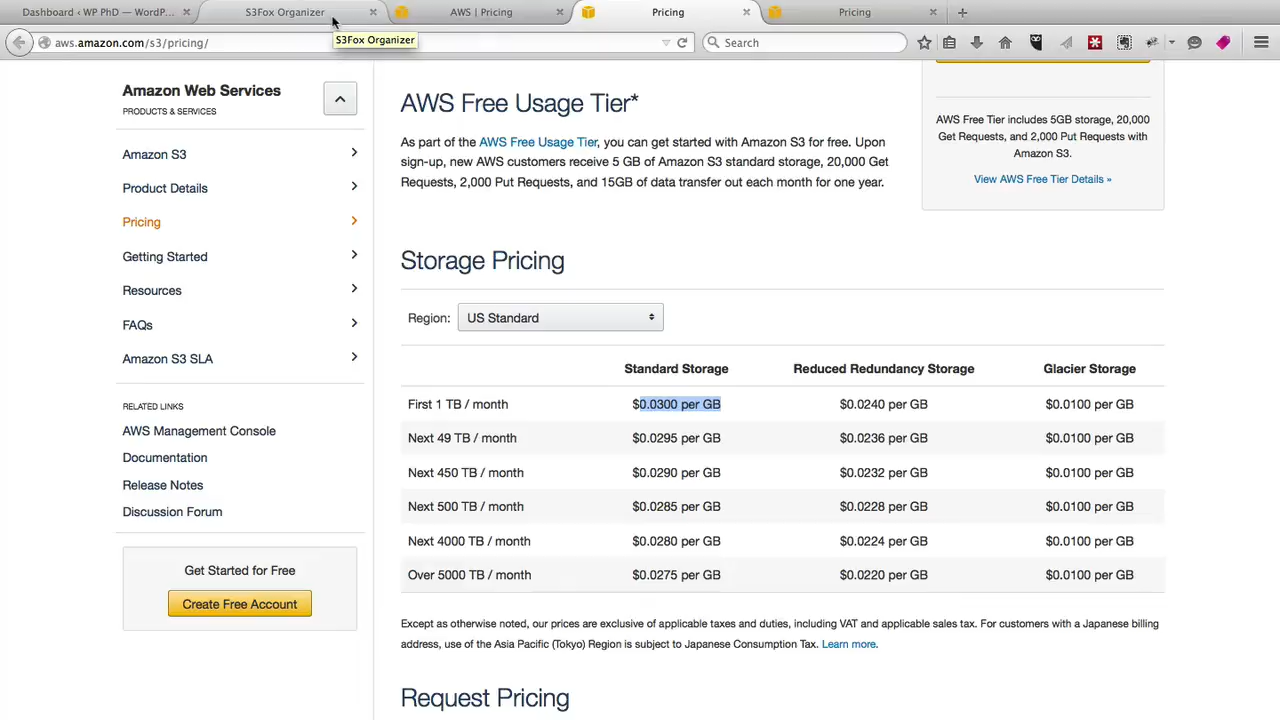 Dashboard ‹ WP PhD — WordP...
S3Fox Organizer
AWS | Pricing
Pricing
Pricing
S3Fox Organizer
aws.amazon.com/s3/pricing/
Search
Amazon Web Services
PRODUCTS & SERVICES
Amazon S3
Product Details
Pricing
Getting Started
Resources
FAQs
Amazon S3 SLA
RELATED LINKS
AWS Management Console
Documentation
Release Notes
Discussion Forum
Get Started for Free
Create Free Account
AWS Free Usage Tier*
As part of the AWS Free Usage Tier, you can get started with Amazon S3 for free. Upon
sign-up, new AWS customers receive 5 GB of Amazon S3 standard storage, 20,000 Get
Requests, 2,000 Put Requests, and 15GB of data transfer out each month for one year.
AWS Free Tier includes 5GB storage, 20,000
Get Requests, and 2,000 Put Requests with
Amazon S3.
View AWS Free Tier Details »
Storage Pricing
Region: US Standard
Standard Storage Reduced Redundancy Storage Glacier Storage
First 1 TB / month $0.0300 per GB $0.0240 per GB $0.0100 per GB
Next 49 TB / month $0.0295 per GB $0.0236 per GB $0.0100 per GB
Next 450 TB / month $0.0290 per GB $0.0232 per GB $0.0100 per GB
Next 500 TB / month $0.0285 per GB $0.0228 per GB $0.0100 per GB
Next 4000 TB / month $0.0280 per GB $0.0224 per GB $0.0100 per GB
Over 5000 TB / month $0.0275 per GB $0.0220 per GB $0.0100 per GB
Except as otherwise noted, our prices are exclusive of applicable taxes and duties, including VAT and applicable sales tax. For customers with a Japanese billing
address, use of the Asia Pacific (Tokyo) Region is subject to Japanese Consumption Tax. Learn more.
Request Pricing